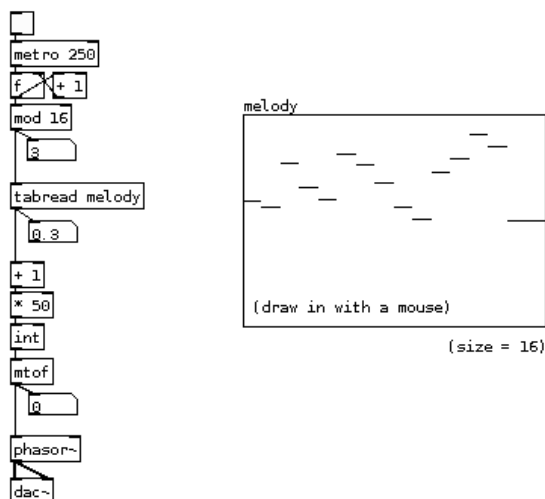 metro 250
f
+ 1
mod 16
3
tabread melody
0.3
+ 1
* 50
int
mtof
0
phasor~
dac~
melody
(draw in with a mouse)
(size = 16)